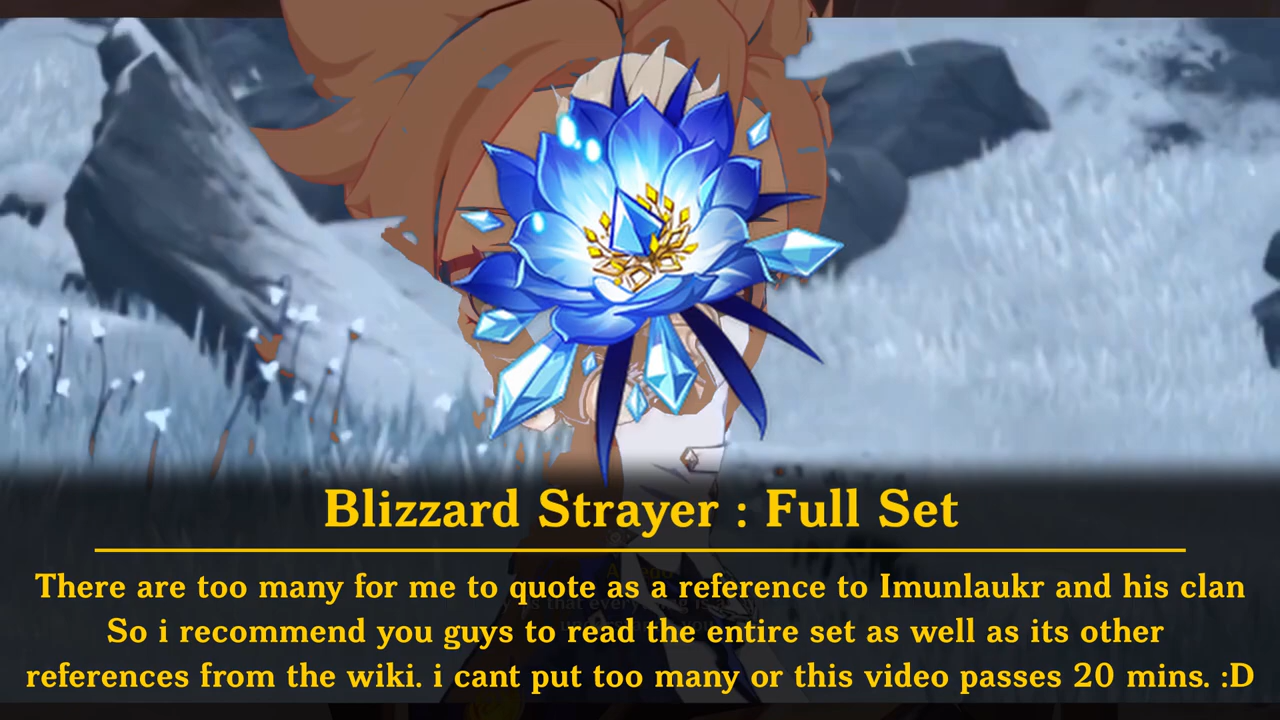 Blizzard Strayer : Full Set
There are too many for me to quote as a reference to Imunlaukr and his clan
So i recommend you guys to read the entire set as well as its other
references from the wiki. i cant put too many or this video passes 20 mins. :D